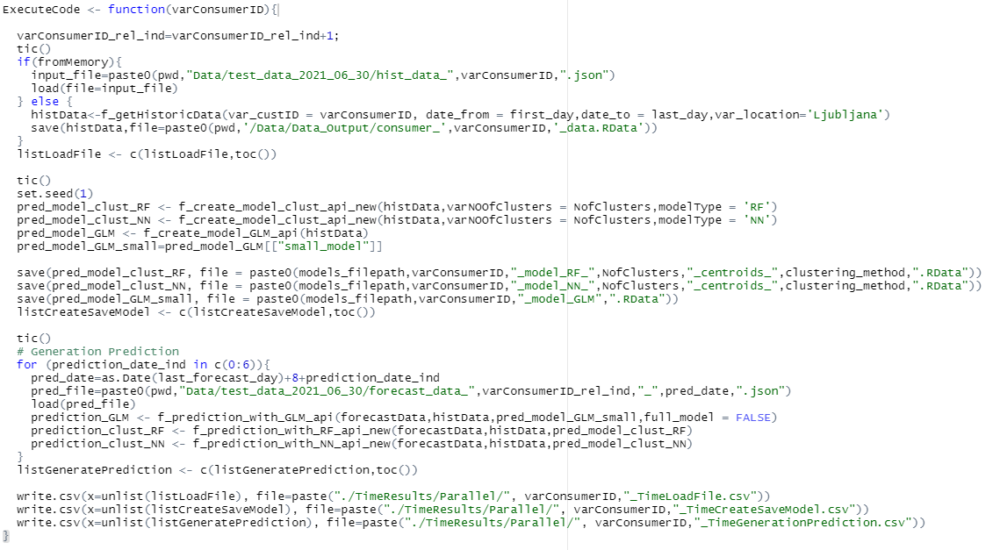 ExecuteCode <- function(varConsumerID){
varConsumerID_rel_ind=varConsumerID_rel_ind+1;
tic()
if(fromMemory){
input_file=paste0(pwd,"Data/test_data_2021_06_30/hist_data_",varConsumerID,".json")
load(file=input_file)
} else {
histData<-f_getHistoricData(var_custID = varConsumerID, date_from = first_day,date_to = last_day,var_location='Ljubljana')
save(histData,file=paste0(pwd,'/Data/Data_Output/consumer_',varConsumerID,'_data.RData'))
}
listLoadFile <- c(listLoadFile,toc())
tic()
set.seed(1)
pred_model_clust_RF <- f_create_model_clust_api_new(histData,varNOOfClusters = NofClusters,modelType = 'RF')
pred_model_clust_NN <- f_create_model_clust_api_new(histData,varNOOfClusters = NofClusters,modelType = 'NN')
pred_model_GLM <- f_create_model_GLM_api(histData)
pred_model_GLM_small=pred_model_GLM[["small_model"]]
save(pred_model_clust_RF, file = paste0(models_filepath,varConsumerID,"_model_RF_",NofClusters,"_centroids_",clustering_method,".RData"))
save(pred_model_clust_NN, file = paste0(models_filepath,varConsumerID,"_model_NN_",NofClusters,"_centroids_",clustering_method,".RData"))
save(pred_model_GLM_small, file = paste0(models_filepath,varConsumerID,"_model_GLM",".RData"))
listCreateSaveModel <- c(listCreateSaveModel,toc())
tic()
# Generation Prediction
for (prediction_date_ind in c(0:6)){
pred_date=as.Date(last_forecast_day)+8+prediction_date_ind
pred_file=paste0(pwd,"Data/test_data_2021_06_30/forecast_data_",varConsumerID_rel_ind,"_",pred_date,".json")
load(pred_file)
prediction_GLM <- f_prediction_with_GLM_api(forecastData,histData,pred_model_GLM_small,full_model = FALSE)
prediction_clust_RF <- f_prediction_with_RF_api_new(forecastData,histData,pred_model_clust_RF)
prediction_clust_NN <- f_prediction_with_NN_api_new(forecastData,histData,pred_model_clust_NN)
}
listGeneratePrediction <- c(listGeneratePrediction,toc())
write.csv(x=unlist(listLoadFile), file=paste("./TimeResults/Parallel/", varConsumerID,"_TimeLoadFile.csv"))
write.csv(x=unlist(listCreateSaveModel), file=paste("./TimeResults/Parallel/", varConsumerID,"_TimeCreateSaveModel.csv"))
write.csv(x=unlist(listGeneratePrediction), file=paste("./TimeResults/Parallel/", varConsumerID,"_TimeGenerationPrediction.csv"))
}